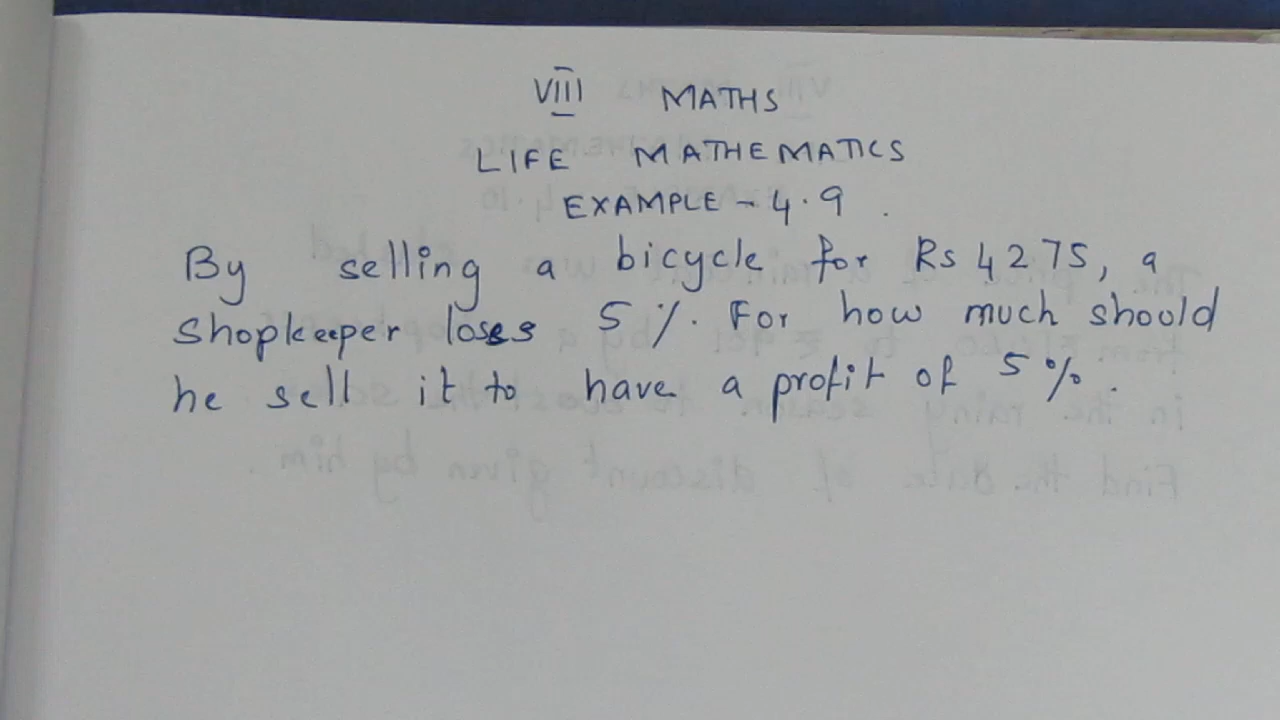 VIII MATHS
LIFE MATHEMATICS
EXAMPLE - 4.9.
By selling a bicycle for Rs 4275, a
shopkeeper loses 5%. For how much should
he sell it to have a profit of 5%.